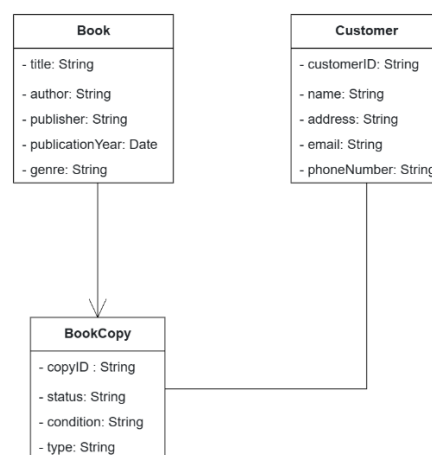 Book
- title: String
- author: String
- publisher: String
- publicationYear: Date
- genre: String
Customer
- customerID: String
- name: String
- address: String
- email: String
- phoneNumber: String
BookCopy
- copyID : String
- status: String
- condition: String
- type: String